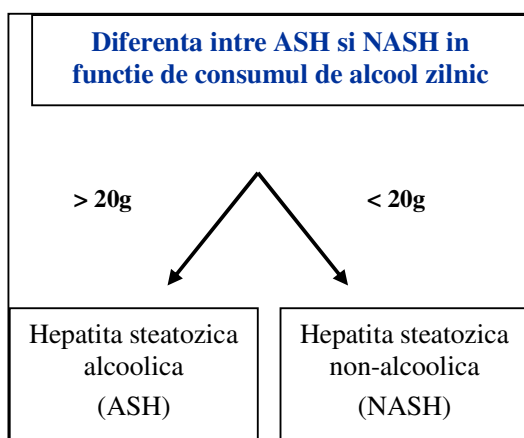 Diferenta intre ASH si NASH in
functie de consumul de alcool zilnic
> 20g
< 20g
Hepatita steatozica
alcoolica
(ASH)
Hepatita steatozica
non-alcoolica
(NASH)